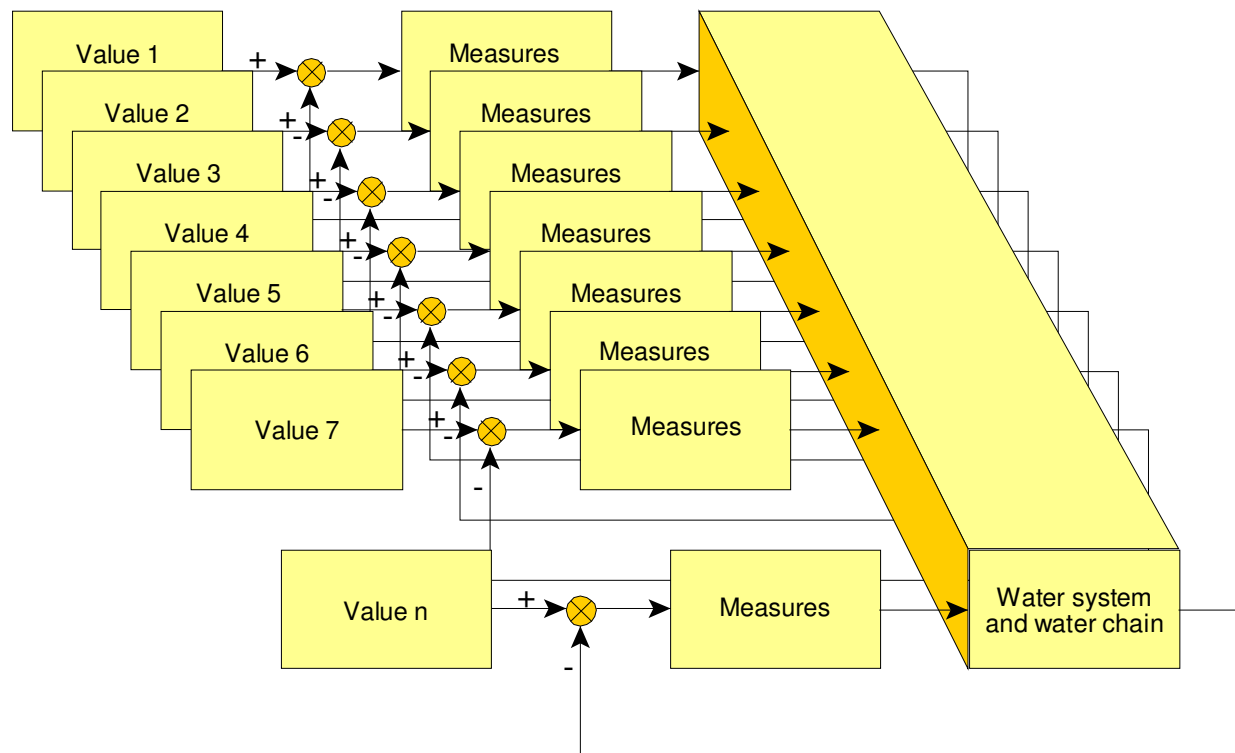 Value 1
Measures
+
Value 2
Measures
+
-
Value 3
Measures
+
-
Value 4
Measures
+
-
Value 5
Measures
+
-
Value 6
Measures
+
-
Value 7
Measures
+
-
-
Value n
+
Measures
Water system
and water chain
-